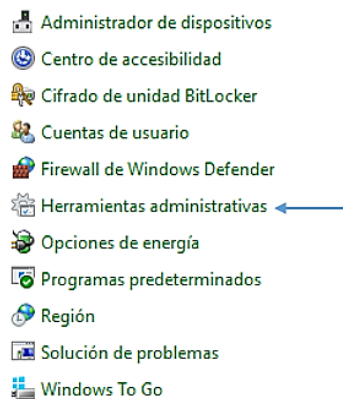 Administrador de dispositivos
Centro de accesibilidad
Cifrado de unidad BitLocker
Cuentas de usuario
Firewall de Windows Defender
Herramientas administrativas
Opciones de energía
Programas predeterminados
Región
Solución de problemas
Windows To Go